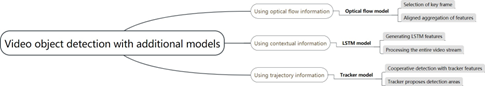 Video object detection with additional models
Using optical flow information
Optical flow model
Selection of key frame
Aligned aggregation of features
Using contextual information
LSTM model
Generating LSTM features
Processing the entire video stream
Using trajectory information
Tracker model
Cooperative detection with tracker features
Tracker proposes detection areas